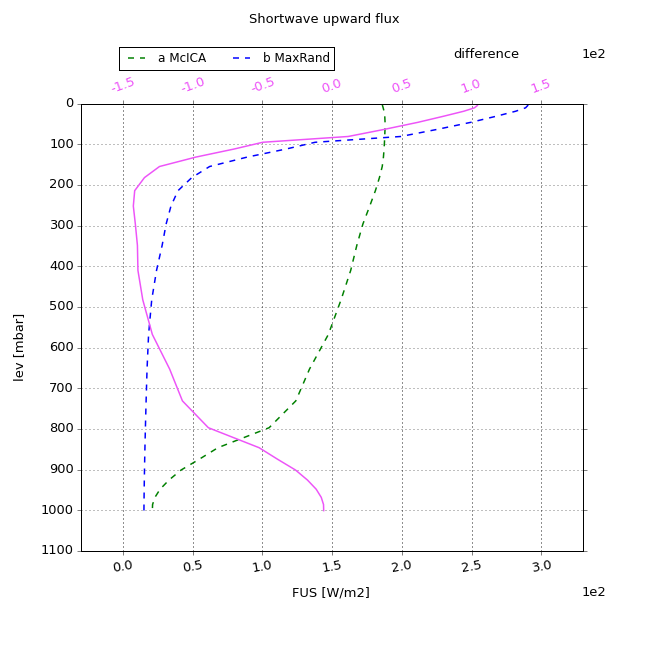 Shortwave upward flux
a McICA b MaxRand
difference 1e2
-1.5 -1.0 -0.5 0.0 0.5 1.0 1.5
0
100
200
300
400
500
600
700
800
900
1000
1100
lev [mbar]
0.0 0.5 1.0 1.5 2.0 2.5 3.0
FUS [W/m2] 1e2